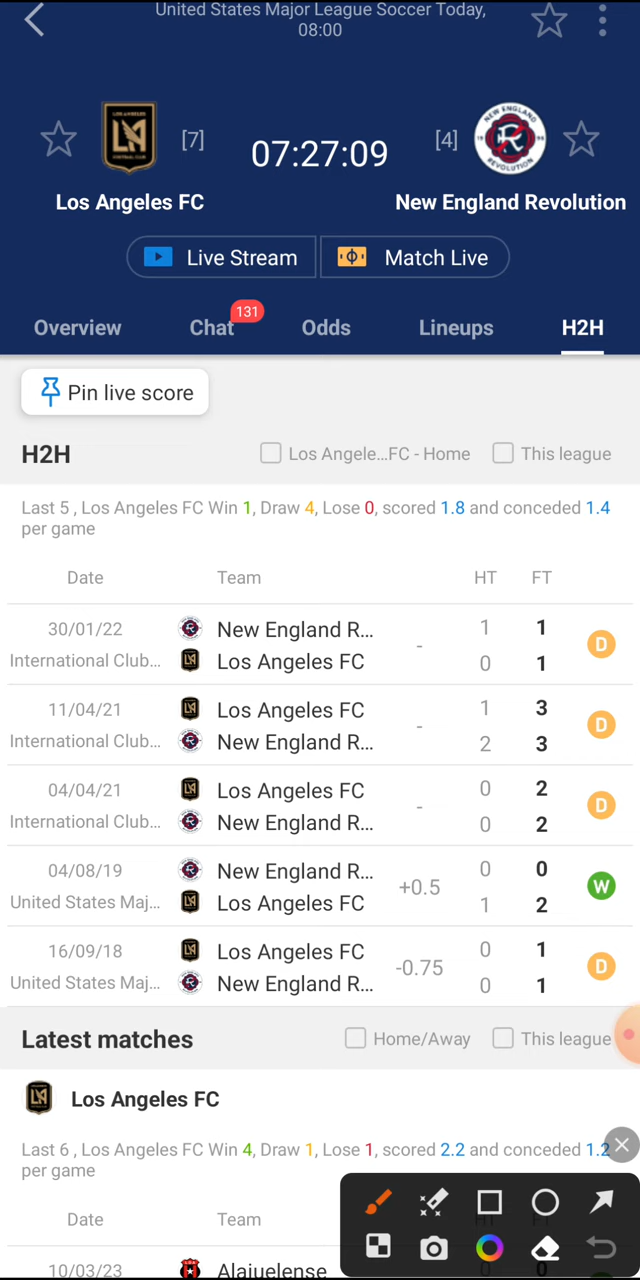 United States Major League Soccer Today,
08:00
[7] 07:27:09 [4]
Los Angeles FC New England Revolution
Live Stream Match Live
131
Overview Chat Odds Lineups H2H
Pin live score
H2H Los Angele...FC - Home This league
Last 5 , Los Angeles FC Win 1, Draw 4, Lose 0, scored 1.8 and conceded 1.4
per game
Date Team HT FT
30/01/22 New England R... 1 1
International Club... Los Angeles FC - 0 1 D
11/04/21 Los Angeles FC 1 3
International Club... New England R... - 2 3 D
04/04/21 Los Angeles FC 0 2
International Club... New England R... - 0 2 D
04/08/19 New England R... 0 0
United States Maj... Los Angeles FC +0.5 1 2 W
16/09/18 Los Angeles FC 0 1
United States Maj... New England R... -0.75 0 1 D
Latest matches Home/Away This league
Los Angeles FC
Last 6 , Los Angeles FC Win 4, Draw 1, Lose 1, scored 2.2 and conceded 1.2
per game
Date Team HT FT
10/03/23 Alajuelense 0